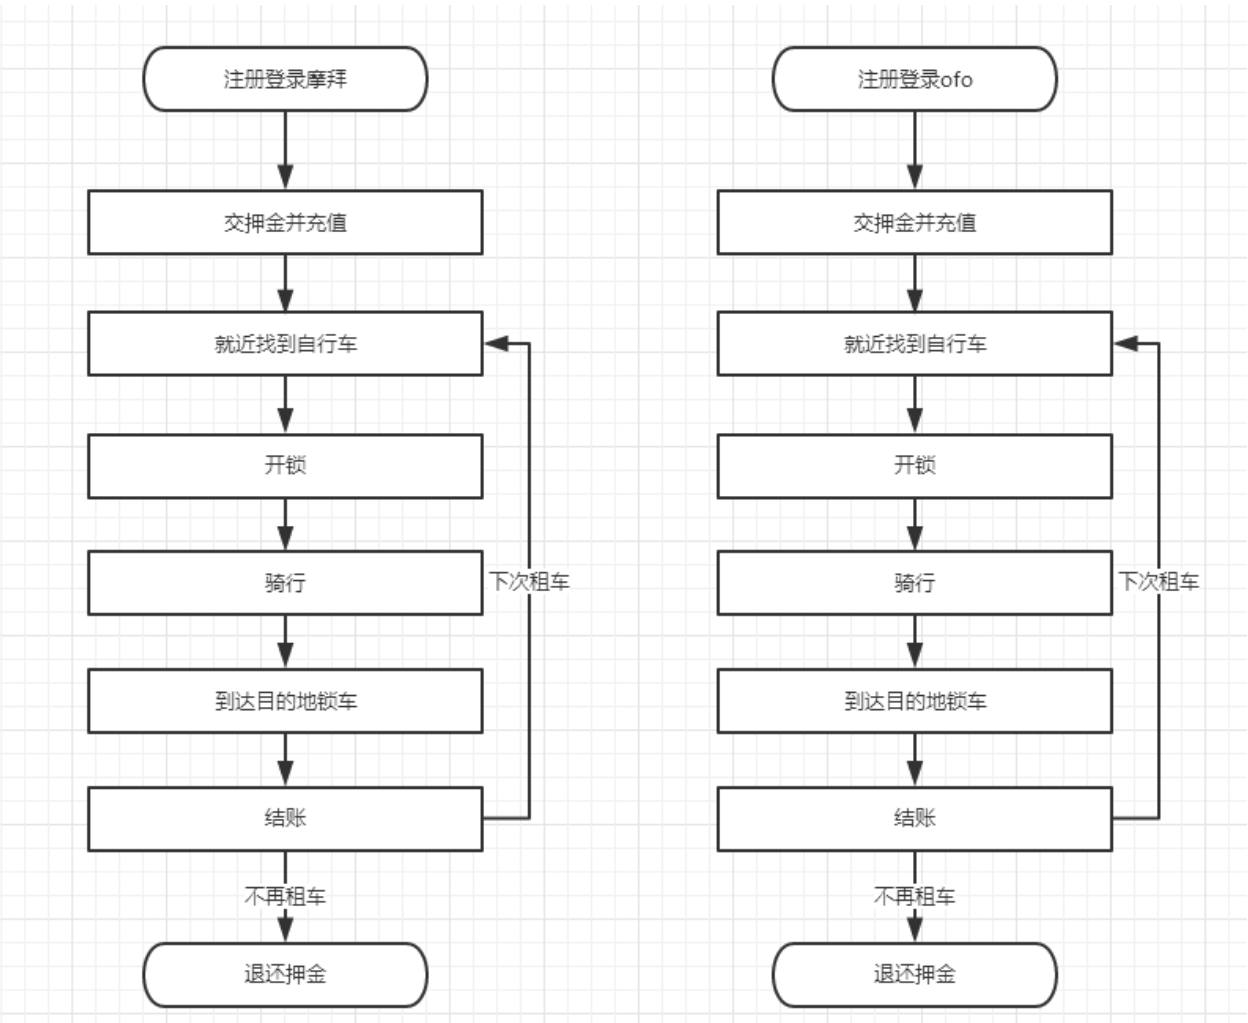 注册登录摩拜
交押金并充值
就近找到自行车
开锁
骑行
下次租车
到达目的地锁车
结账
不再租车
退还押金
注册登录ofo
交押金并充值
就近找到自行车
开锁
骑行
下次租车
到达目的地锁车
结账
不再租车
退还押金